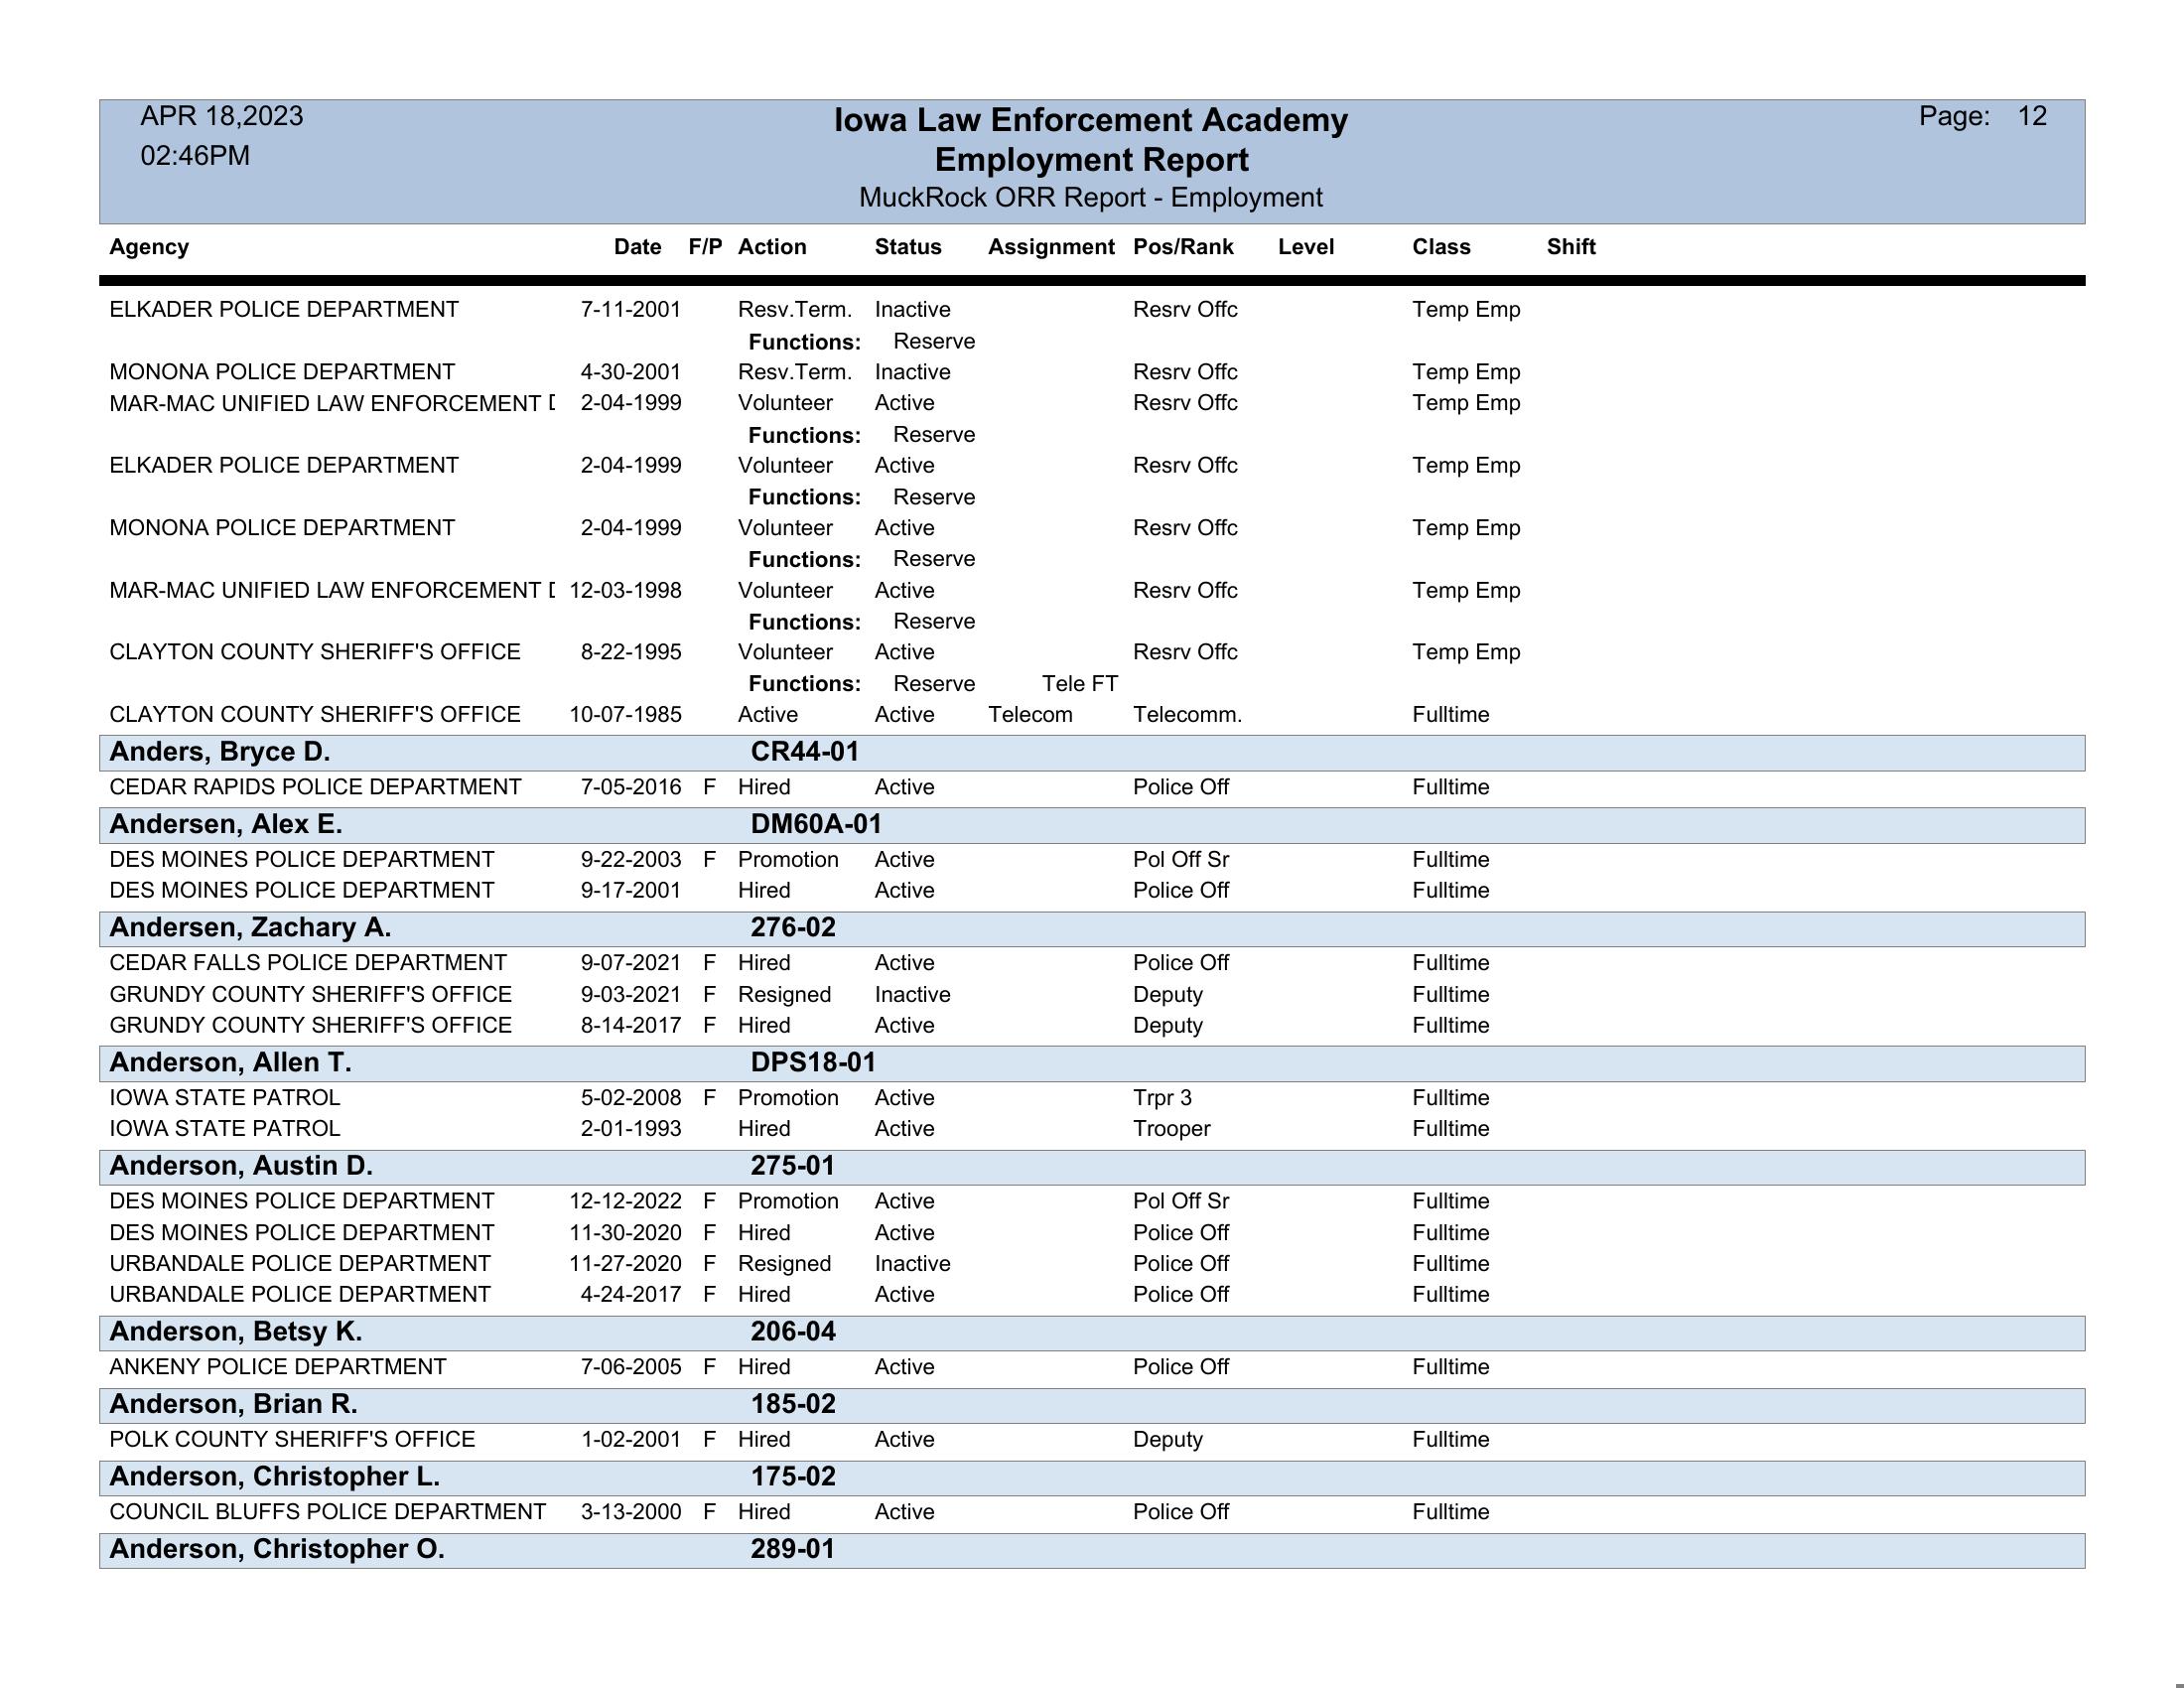 APR 18,2023 Iowa Law Enforcement Academy Page: 12
02:46PM Employment Report
MuckRock ORR Report - Employment
Agency Date F/P Action Status Assignment Pos/Rank Level Class Shift
ELKADER POLICE DEPARTMENT 7-11-2001 Resv.Term. Inactive Resrv Offc Temp Emp
Functions: Reserve
MONONA POLICE DEPARTMENT 4-30-2001 Resv.Term. Inactive Resrv Offc Temp Emp
MAR-MAC UNIFIED LAW ENFORCEMENT 2-04-1999 Volunteer Active Resrv Offc Temp Emp
Functions: Reserve
ELKADER POLICE DEPARTMENT 2-04-1999 Volunteer Active Resrv Offc Temp Emp
Functions: Reserve
MONONA POLICE DEPARTMENT 2-04-1999 Volunteer Active Resrv Offc Temp Emp
Functions: Reserve
MAR-MAC UNIFIED LAW ENFORCEMENT 12-03-1998 Volunteer Active Resrv Offc Temp Emp
Functions: Reserve
CLAYTON COUNTY SHERIFF'S OFFICE 8-22-1995 Volunteer Active Resrv Offc Temp Emp
Functions: Reserve Tele FT
CLAYTON COUNTY SHERIFF'S OFFICE 10-07-1985 Active Active Telecom Telecomm. Fulltime
Anders, Bryce D. CR44-01
CEDAR RAPIDS POLICE DEPARTMENT 7-05-2016 F Hired Active Police Off Fulltime
Andersen, Alex E. DM60A-01
DES MOINES POLICE DEPARTMENT 9-22-2003 F Promotion Active Pol Off Sr Fulltime
DES MOINES POLICE DEPARTMENT 9-17-2001 Hired Active Police Off Fulltime
Andersen, Zachary A. 276-02
CEDAR FALLS POLICE DEPARTMENT 9-07-2021 F Hired Active Police Off Fulltime
GRUNDY COUNTY SHERIFF'S OFFICE 9-03-2021 F Resigned Inactive Deputy Fulltime
GRUNDY COUNTY SHERIFF'S OFFICE 8-14-2017 F Hired Active Deputy Fulltime
Anderson, Allen T. DPS18-01
IOWA STATE PATROL 5-02-2008 F Promotion Active Trpr 3 Fulltime
IOWA STATE PATROL 2-01-1993 Hired Active Trooper Fulltime
Anderson, Austin D. 275-01
DES MOINES POLICE DEPARTMENT 12-12-2022 F Promotion Active Pol Off Sr Fulltime
DES MOINES POLICE DEPARTMENT 11-30-2020 F Hired Active Police Off Fulltime
URBANDALE POLICE DEPARTMENT 11-27-2020 F Resigned Inactive Police Off Fulltime
URBANDALE POLICE DEPARTMENT 4-24-2017 F Hired Active Police Off Fulltime
Anderson, Betsy K. 206-04
ANKENY POLICE DEPARTMENT 7-06-2005 F Hired Active Police Off Fulltime
Anderson, Brian R. 185-02
POLK COUNTY SHERIFF'S OFFICE 1-02-2001 F Hired Active Deputy Fulltime
Anderson, Christopher L. 175-02
COUNCIL BLUFFS POLICE DEPARTMENT 3-13-2000 F Hired Active Police Off Fulltime
Anderson, Christopher O. 289-01